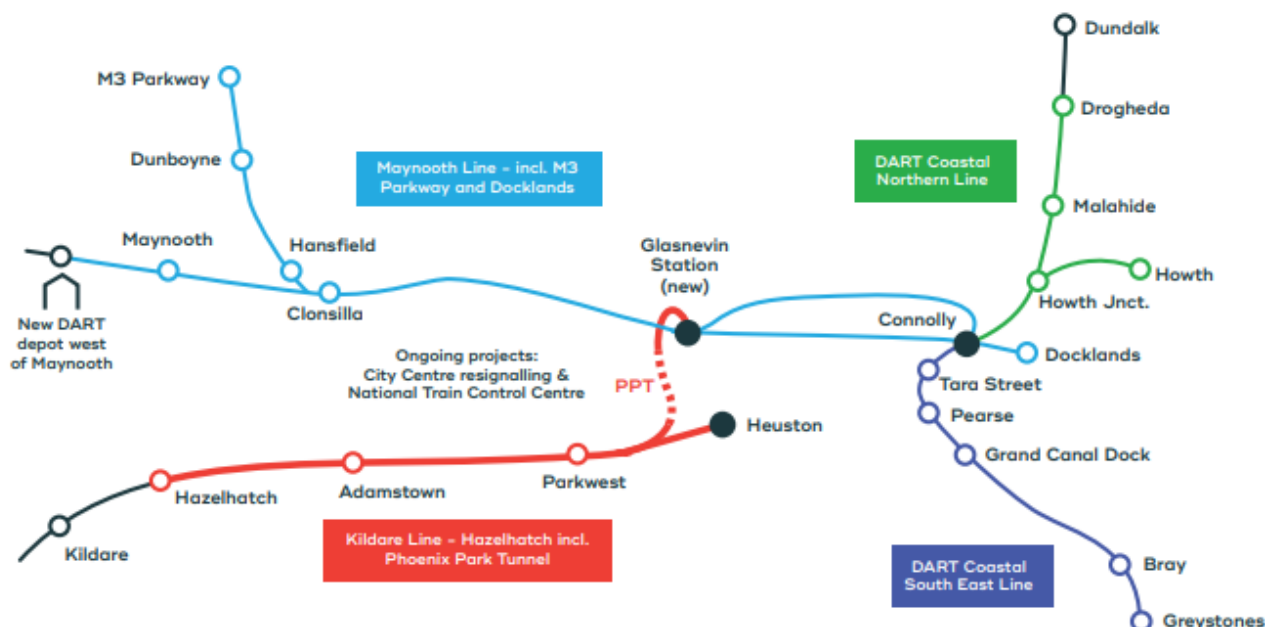 Dundalk
M3 Parkway
Drogheda
Dunboyne
Maynooth Line - incl. M3
Parkway and Docklands
DART Coastal
Northern Line
Malahide
Maynooth
Hansfield
Glasnevin
Station
(new)
Howth
Howth Jnct.
Clonsilla
Connolly
New DART
depot west
of Maynooth
Docklands
Ongoing projects:
City Centre resignalling &
National Train Control Centre
PPT
Tara Street
Pearse
Heuston
Grand Canal Dock
Parkwest
Adamstown
Hazelhatch
Kildare
Kildare Line - Hazelhatch incl.
Phoenix Park Tunnel
DART Coastal
South East Line
Bray
Greystones